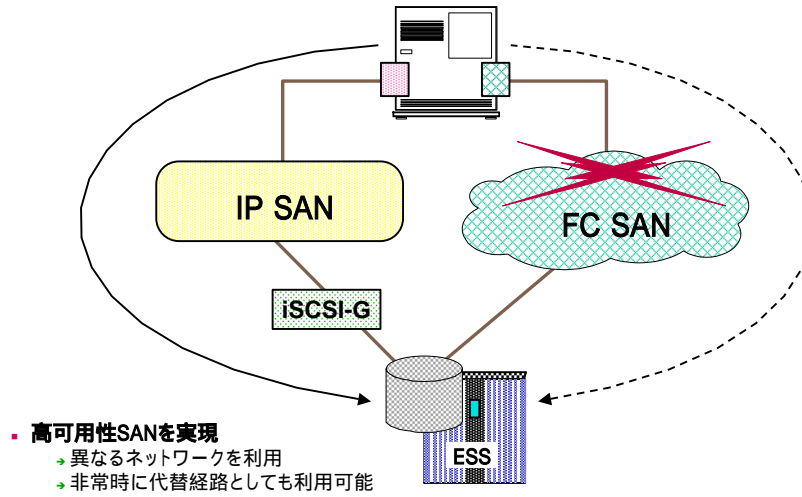 IP SAN
FC SAN
iSCSI-G
ESS
高可用性SANを実現
異なるネットワークを利用
非常時に代替経路としても利用可能